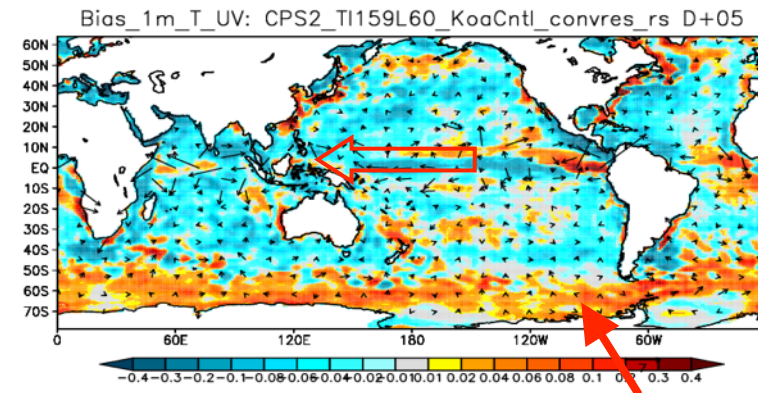 Bias_1m_T_UV: CPS2_Tl159L60_KoaCntl_convres_rs D+05
60N
50N
40N
30N
20N
10N
EQ
10S
20S
30S
40S
50S
60S
70S
0 60E 120E 180 120W 60W
-0.4 -0.3 -0.2 -0.1 -0.08 -0.06 -0.04 -0.02 -0.01 0.01 0.02 0.04 0.06 0.08 0.1 0.2 0.3 0.4